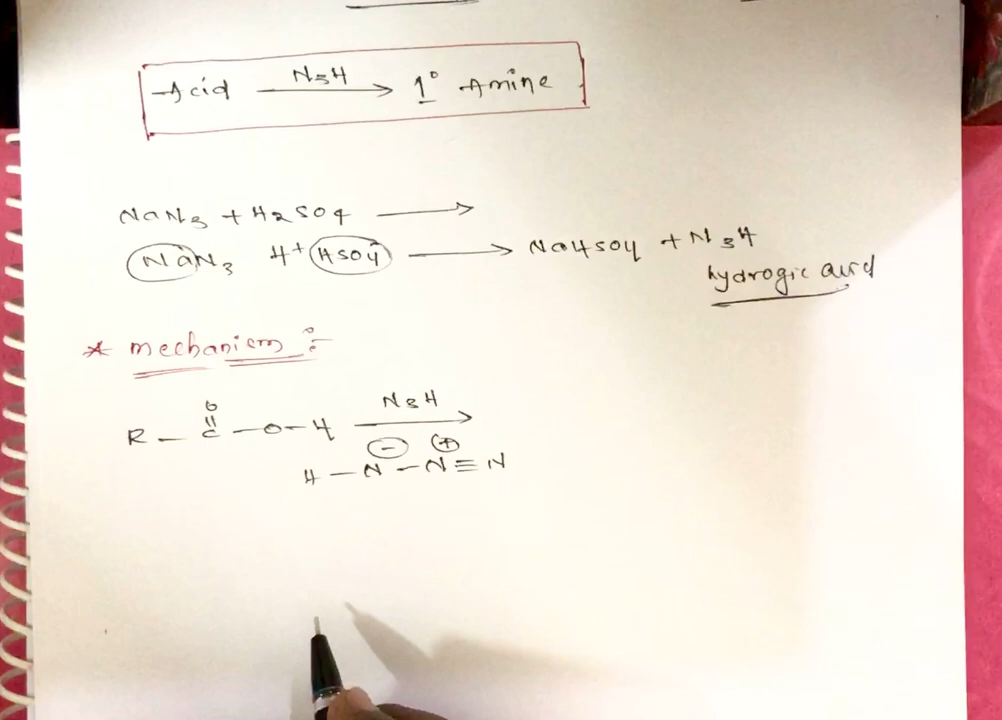 Acid N3H → 1° Amine
NaN3 + H2SO4 →
NaN3 H+ HSO4- → NaHSO4 + N3H
hydrogic acid
* mechanism :-
O
|| N3H
R - C - O - H →
⊖ ⊕
H - N - N ≡ N